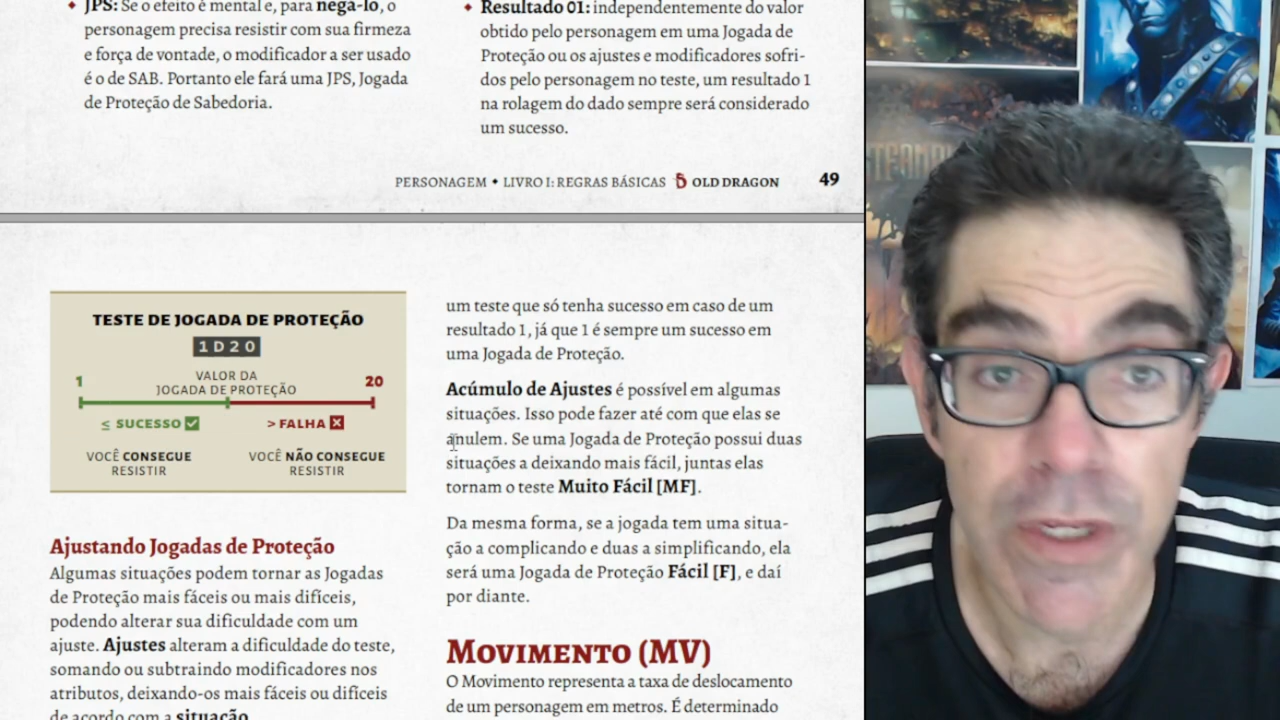 JPS: Se o efeito é mental e, para negá-lo, o
personagem precisa resistir com sua firmeza
e força de vontade, o modificador a ser usado
é o de SAB. Portanto ele fará uma JPS, Jogada
de Proteção de Sabedoria.
Resultado 01: independentemente do valor
obtido pelo personagem em uma Jogada de
Proteção ou os ajustes e modificadores sofri-
dos pelo personagem no teste, um resultado 1
na rolagem do dado sempre será considerado
um sucesso.
PERSONAGEM ♦ LIVRO I: REGRAS BÁSICAS OLD DRAGON 49
TESTE DE JOGADA DE PROTEÇÃO
1D20
VALOR DA
JOGADA DE PROTEÇÃO
1 20
≤ SUCESSO > FALHA
VOCÊ CONSEGUE
RESISTIR
VOCÊ NÃO CONSEGUE
RESISTIR
Ajustando Jogadas de Proteção
Algumas situações podem tornar as Jogadas
de Proteção mais fáceis ou mais difíceis,
podendo alterar sua dificuldade com um
ajuste. Ajustes alteram a dificuldade do teste,
somando ou subtraindo modificadores nos
atributos, deixando-os mais fáceis ou difíceis
de acordo com a situação
um teste que só tenha sucesso em caso de um
resultado 1, já que 1 é sempre um sucesso em
uma Jogada de Proteção.
Acúmulo de Ajustes é possível em algumas
situações. Isso pode fazer até com que elas se
anulem. Se uma Jogada de Proteção possui duas
situações a deixando mais fácil, juntas elas
tornam o teste Muito Fácil [MF].
Da mesma forma, se a jogada tem uma situa-
ção a complicando e duas a simplificando, ela
será uma Jogada de Proteção Fácil [F], e daí
por diante.
MOVIMENTO (MV)
O Movimento representa a taxa de deslocamento
de um personagem em metros. É determinado